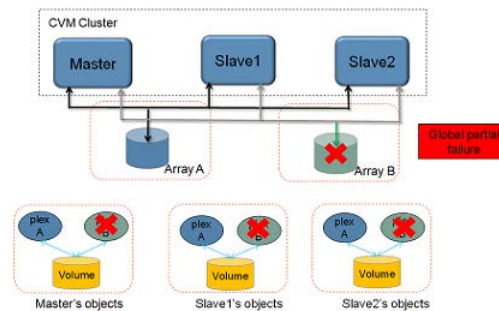 CVM Cluster
Master
Slave1
Slave2
Array A
Array B
Global partial
failure
plex
A
B
Volume
Master's objects
plex
A
B
Volume
Slave1's objects
plex
A
B
Volume
Slave2's objects